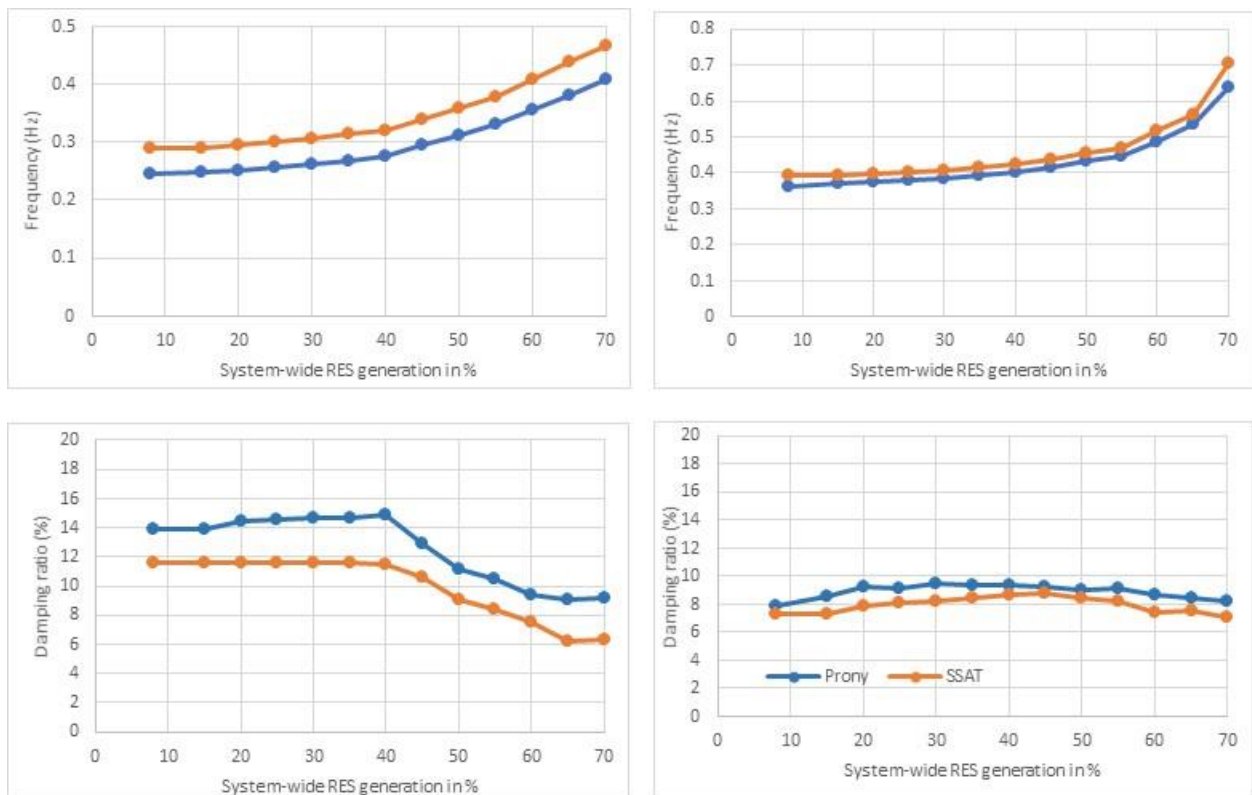 0.5
0.4
0.3
0.2
0.1
0
Frequency (Hz)
0 10 20 30 40 50 60 70
System-wide RES generation in %
0.8
0.7
0.6
0.5
0.4
0.3
0.2
0.1
0
Frequency (Hz)
0 10 20 30 40 50 60 70
System-wide RES generation in %
20
18
16
14
12
10
8
6
4
2
0
Damping ratio (%)
0 10 20 30 40 50 60 70
System-wide RES generation in %
20
18
16
14
12
10
8
6
4
2
0
Damping ratio (%)
Prony SSAT
0 10 20 30 40 50 60 70
System-wide RES generation in %